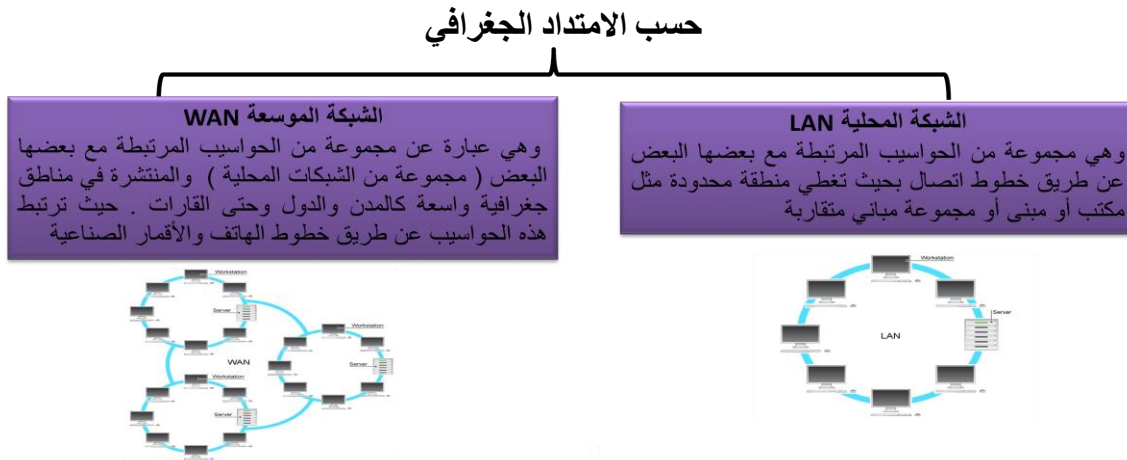 حسب الامتداد الجغرافي
الشبكة المحلية LAN
وهي مجموعة من الحواسيب المرتبطة مع بعضها البعض
عن طريق خطوط اتصال بحيث تغطي منطقة محدودة مثل
مكتب أو مبنى أو مجموعة مباني متقاربة
Workstation
Server
LAN
الشبكة الموسعة WAN
وهي عبارة عن مجموعة من الحواسيب المرتبطة مع بعضها
البعض ( مجموعة من الشبكات المحلية ) والمنتشرة في مناطق
جغرافية واسعة كالمدن والدول وحتى القارات . حيث ترتبط
هذه الحواسيب عن طريق خطوط الهاتف والأقمار الصناعية
Workstation
Server
Workstation
WAN
Server
Workstation
Server